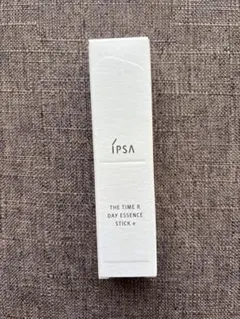 IPSA
THE TIME R
DAY ESSENCE
STICK e